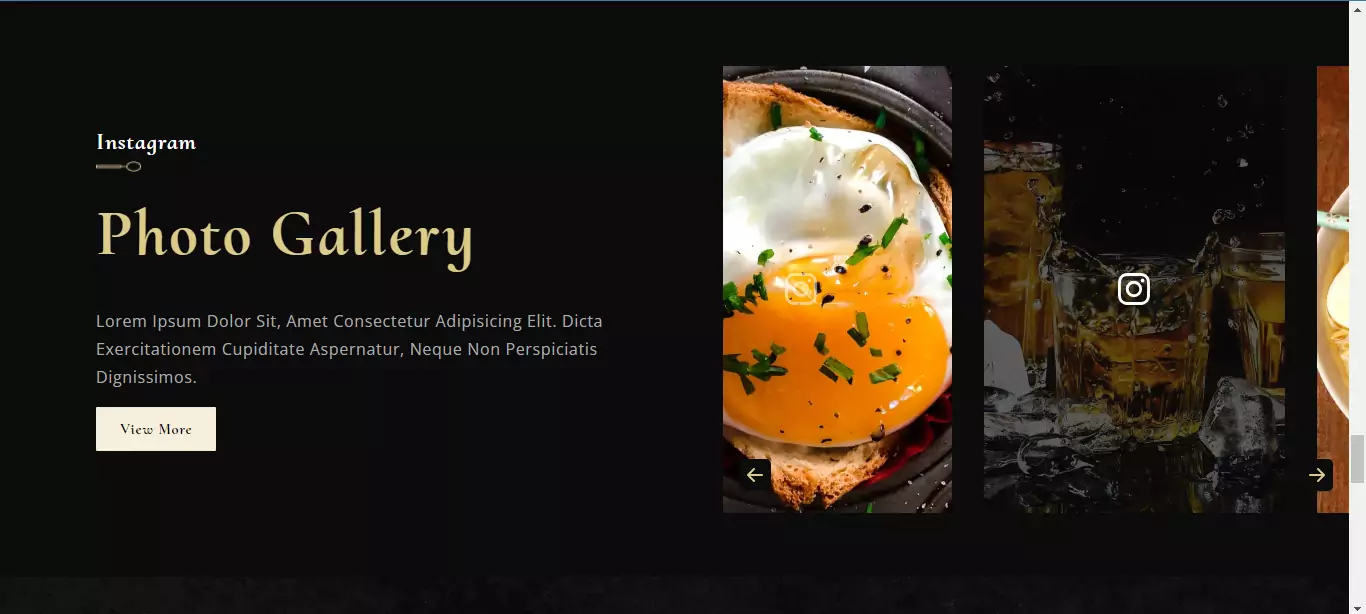 Instagram
Photo Gallery
Lorem Ipsum Dolor Sit, Amet Consectetur Adipisicing Elit. Dicta
Exercitationem Cupiditate Aspernatur, Neque Non Perspiciatis
Dignissimos.
View More